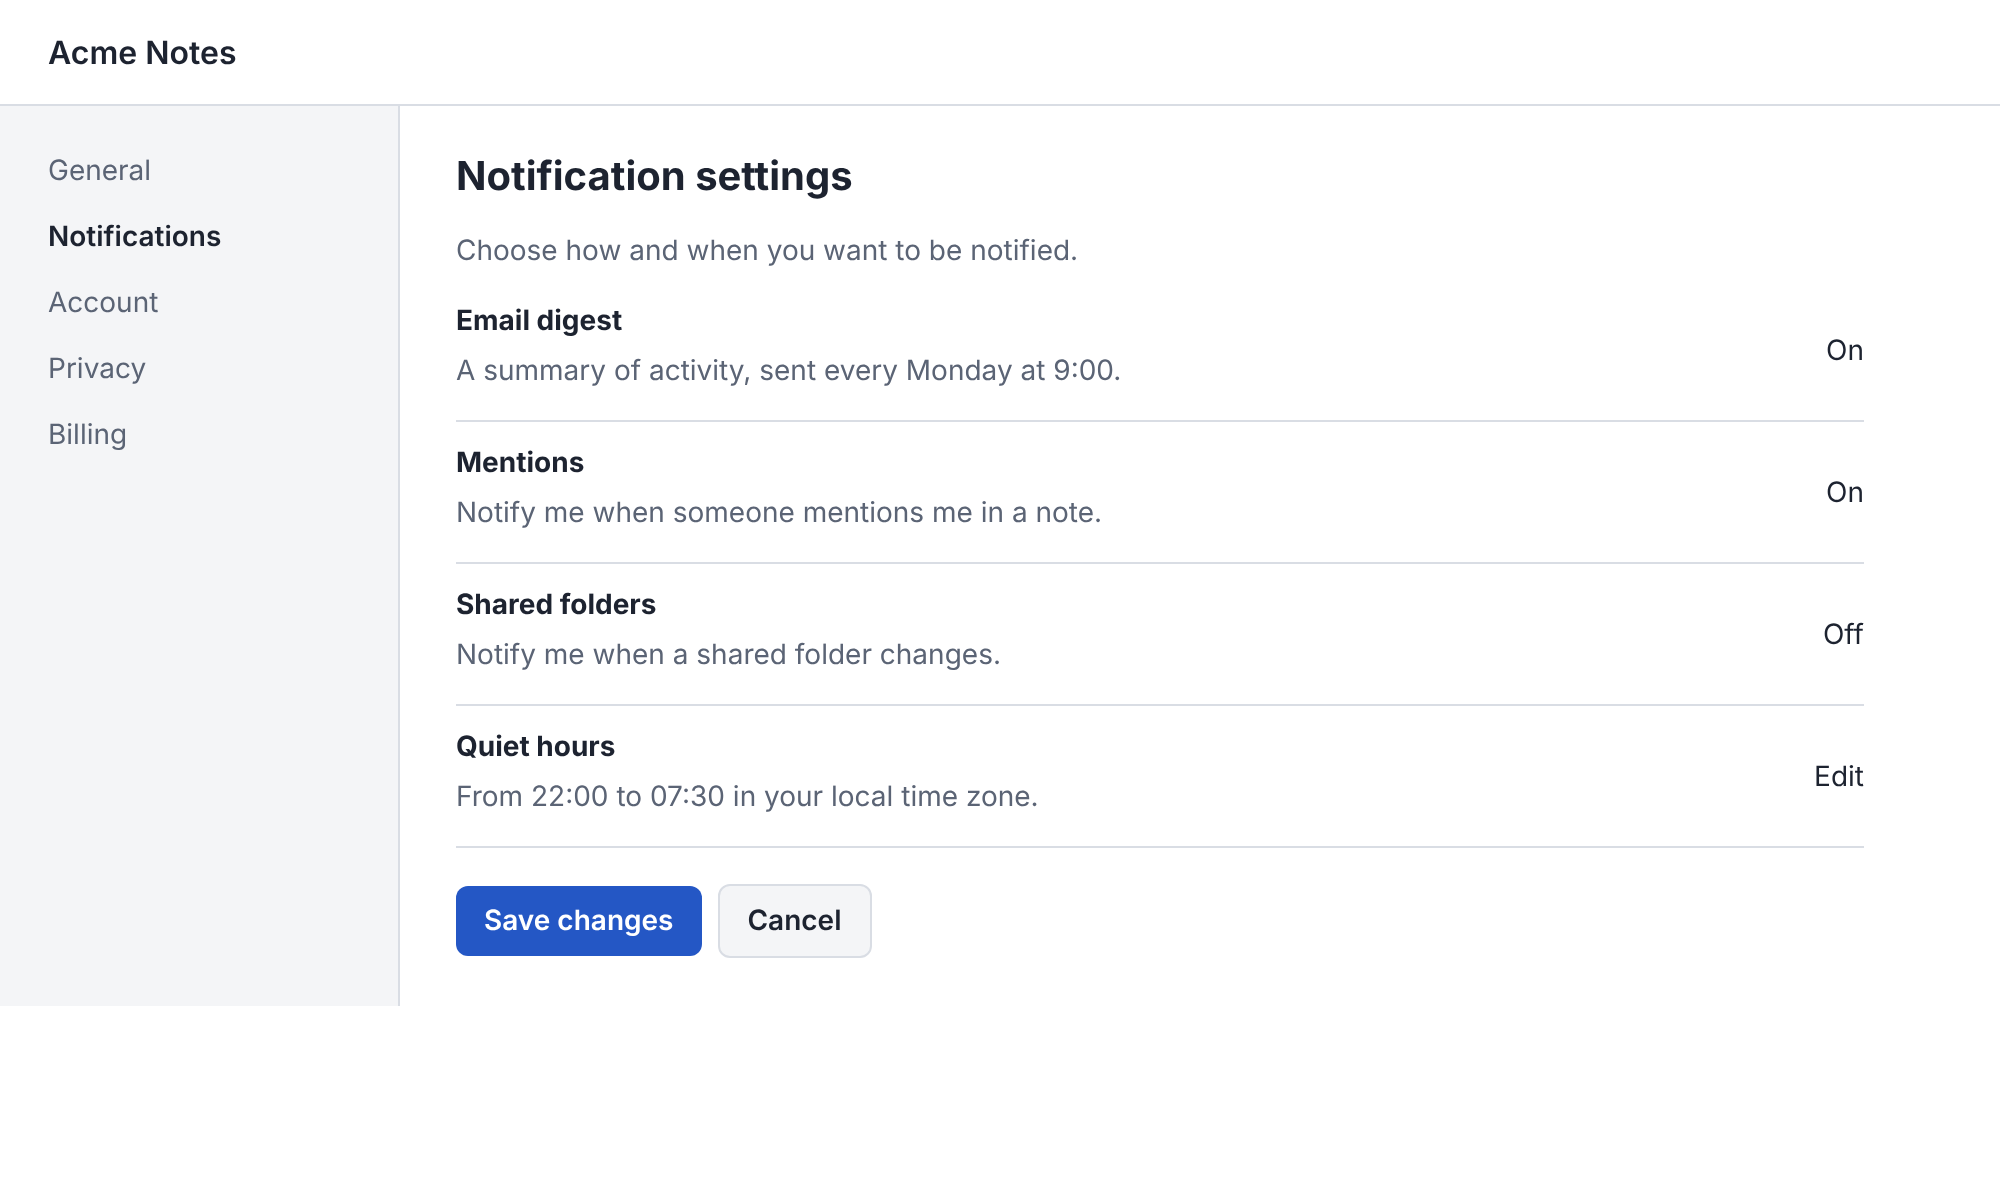 Acme Notes
General
Notifications
Account
Privacy
Billing
Notification settings
Choose how and when you want to be notified.
Email digest
A summary of activity, sent every Monday at 9:00.
On
Mentions
Notify me when someone mentions me in a note.
On
Shared folders
Notify me when a shared folder changes.
Off
Quiet hours
From 22:00 to 07:30 in your local time zone.
Edit
Save changes
Cancel